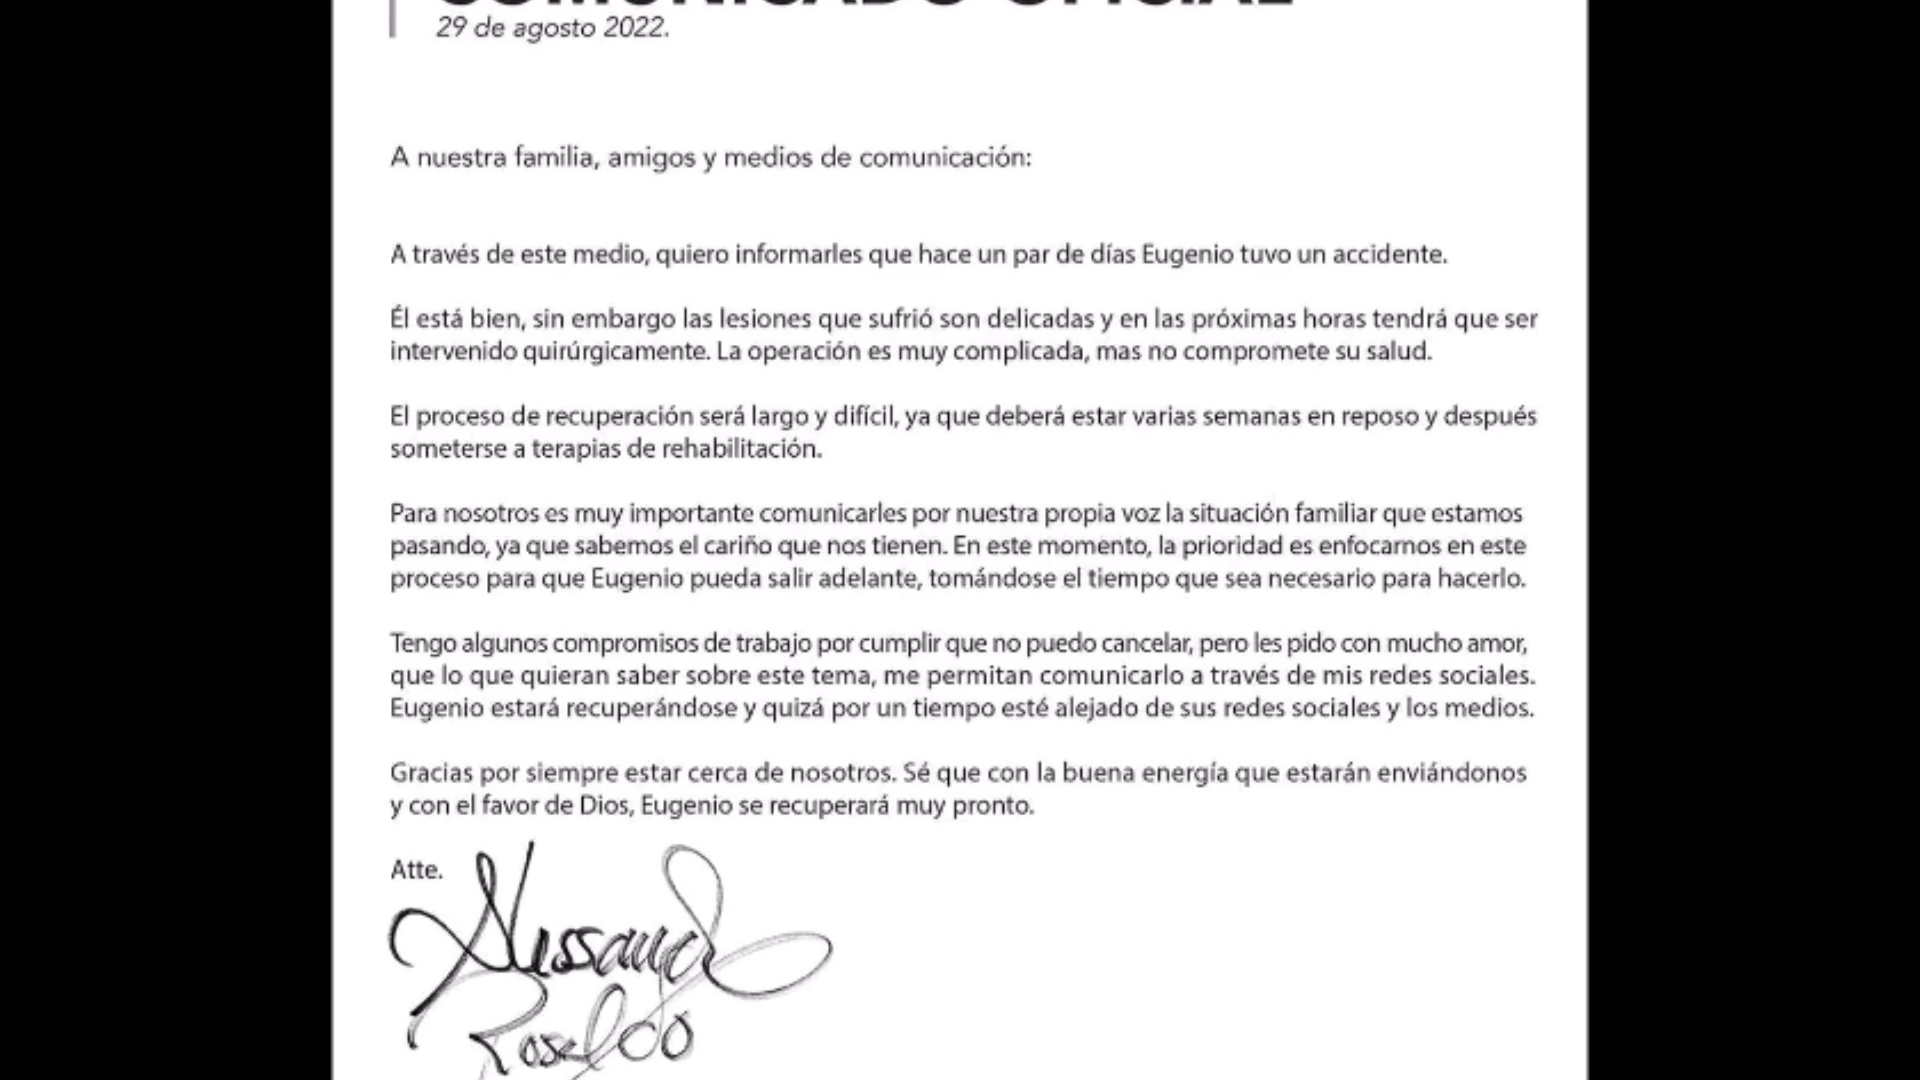 COMUNICADO OFICIAL
29 de agosto 2022.
A nuestra familia, amigos y medios de comunicación:
A través de este medio, quiero informarles que hace un par de días Eugenio tuvo un accidente.
Él está bien, sin embargo las lesiones que sufrió son delicadas y en las próximas horas tendrá que ser
intervenido quirúrgicamente. La operación es muy complicada, mas no compromete su salud.
El proceso de recuperación será largo y difícil, ya que deberá estar varias semanas en reposo y después
someterse a terapias de rehabilitación.
Para nosotros es muy importante comunicarles por nuestra propia voz la situación familiar que estamos
pasando, ya que sabemos el cariño que nos tienen. En este momento, la prioridad es enfocarnos en este
proceso para que Eugenio pueda salir adelante, tomándose el tiempo que sea necesario para hacerlo.
Tengo algunos compromisos de trabajo por cumplir que no puedo cancelar, pero les pido con mucho amor,
que lo que quieran saber sobre este tema, me permitan comunicarlo a través de mis redes sociales.
Eugenio estará recuperándose y quizá por un tiempo esté alejado de sus redes sociales y los medios.
Gracias por siempre estar cerca de nosotros. Sé que con la buena energía que estarán enviándonos
y con el favor de Dios, Eugenio se recuperará muy pronto.
Atte.
Alessandra
Rosaldo